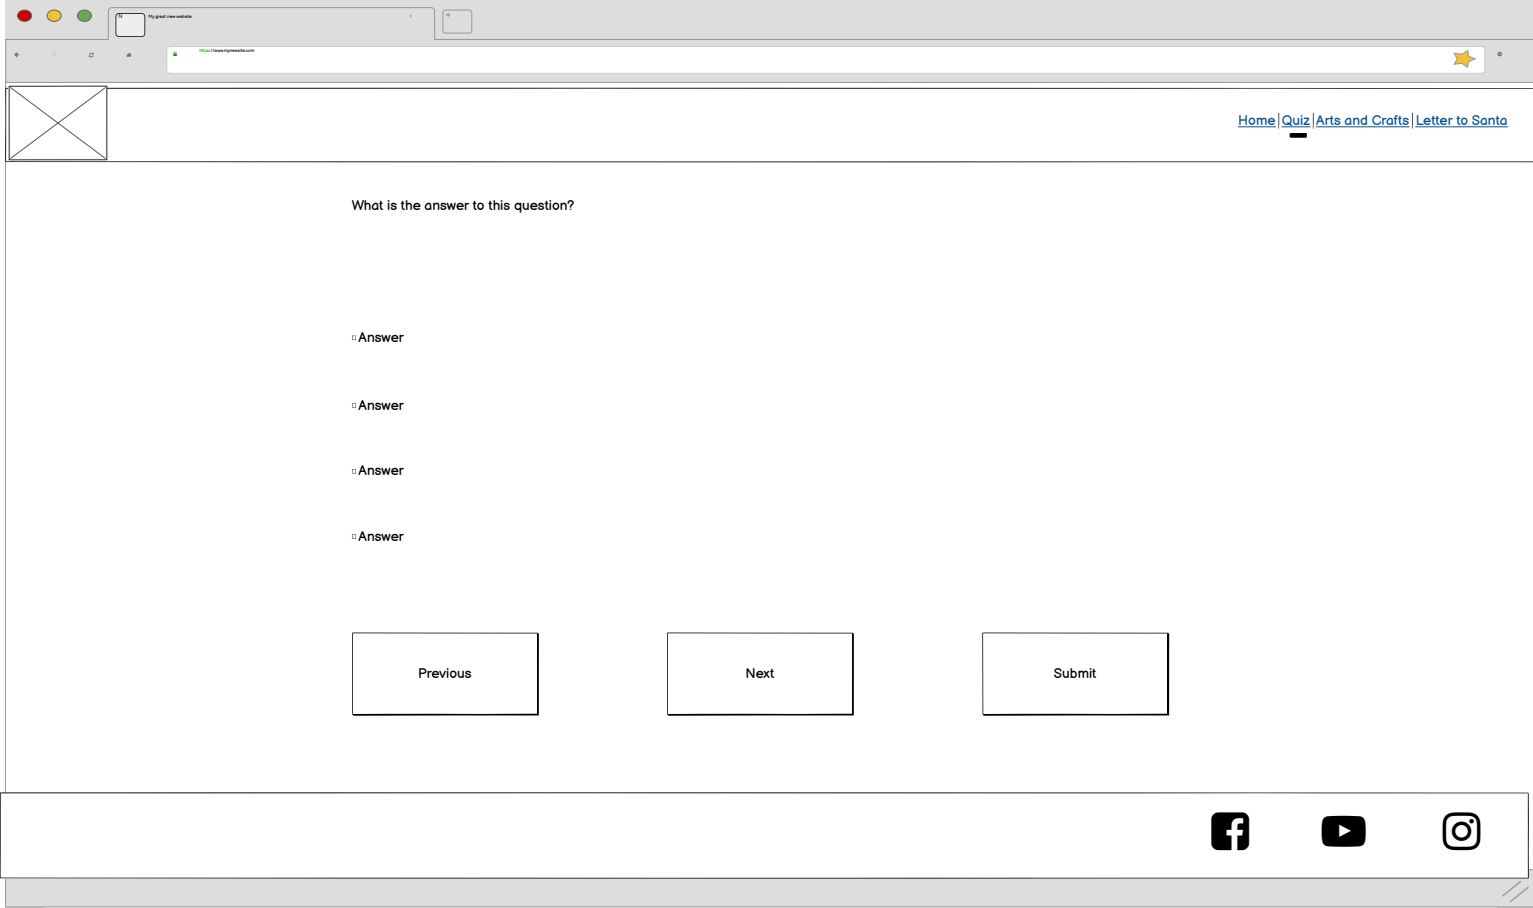 N
My great new website
https://www.mynewsite.com
Home Quiz Arts and Crafts Letter to Santa
What is the answer to this question?
Answer
Answer
Answer
Answer
Previous Next Submit